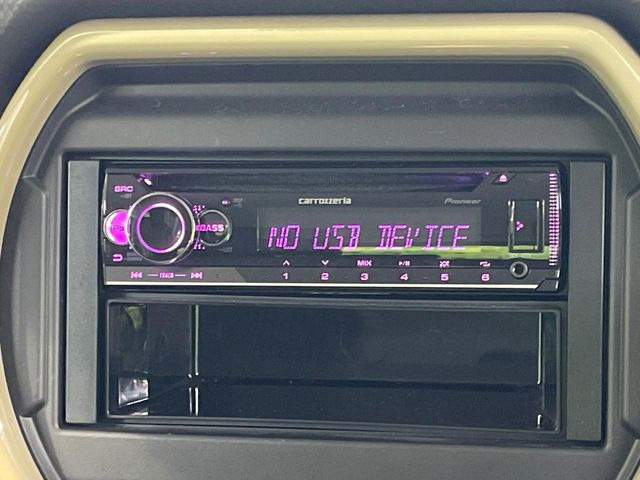 SRC
carrozzeria
Pioneer
BASS
NO USB DEVICE
TRACK
MIX
1 2 3 4 5 6